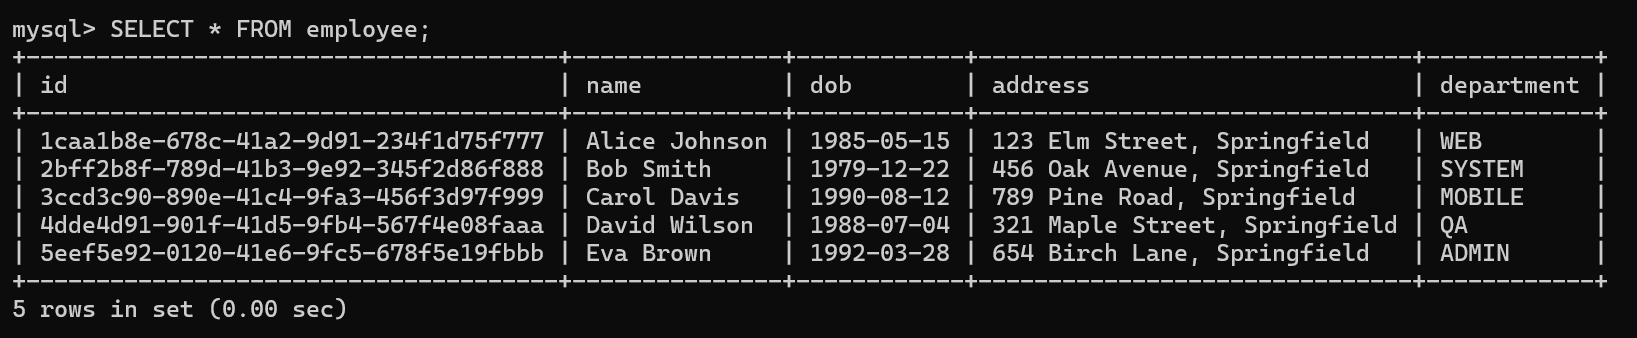 mysql> SELECT * FROM employee;
+--------------------------------------+---------------+------------+------------------------------+------------+
| id                                   | name          | dob        | address                      | department |
+--------------------------------------+---------------+------------+------------------------------+------------+
| 1caa1b8e-678c-41a2-9d91-234f1d75f777 | Alice Johnson | 1985-05-15 | 123 Elm Street, Springfield  | WEB        |
| 2bff2b8f-789d-41b3-9e92-345f2d86f888 | Bob Smith     | 1979-12-22 | 456 Oak Avenue, Springfield  | SYSTEM     |
| 3ccd3c90-890e-41c4-9fa3-456f3d97f999 | Carol Davis   | 1990-08-12 | 789 Pine Road, Springfield   | MOBILE     |
| 4dde4d91-901f-41d5-9fb4-567f4e08faaa | David Wilson  | 1988-07-04 | 321 Maple Street, Springfield | QA         |
| 5eef5e92-0120-41e6-9fc5-678f5e19fbbb | Eva Brown     | 1992-03-28 | 654 Birch Lane, Springfield  | ADMIN      |
+--------------------------------------+---------------+------------+------------------------------+------------+
5 rows in set (0.00 sec)